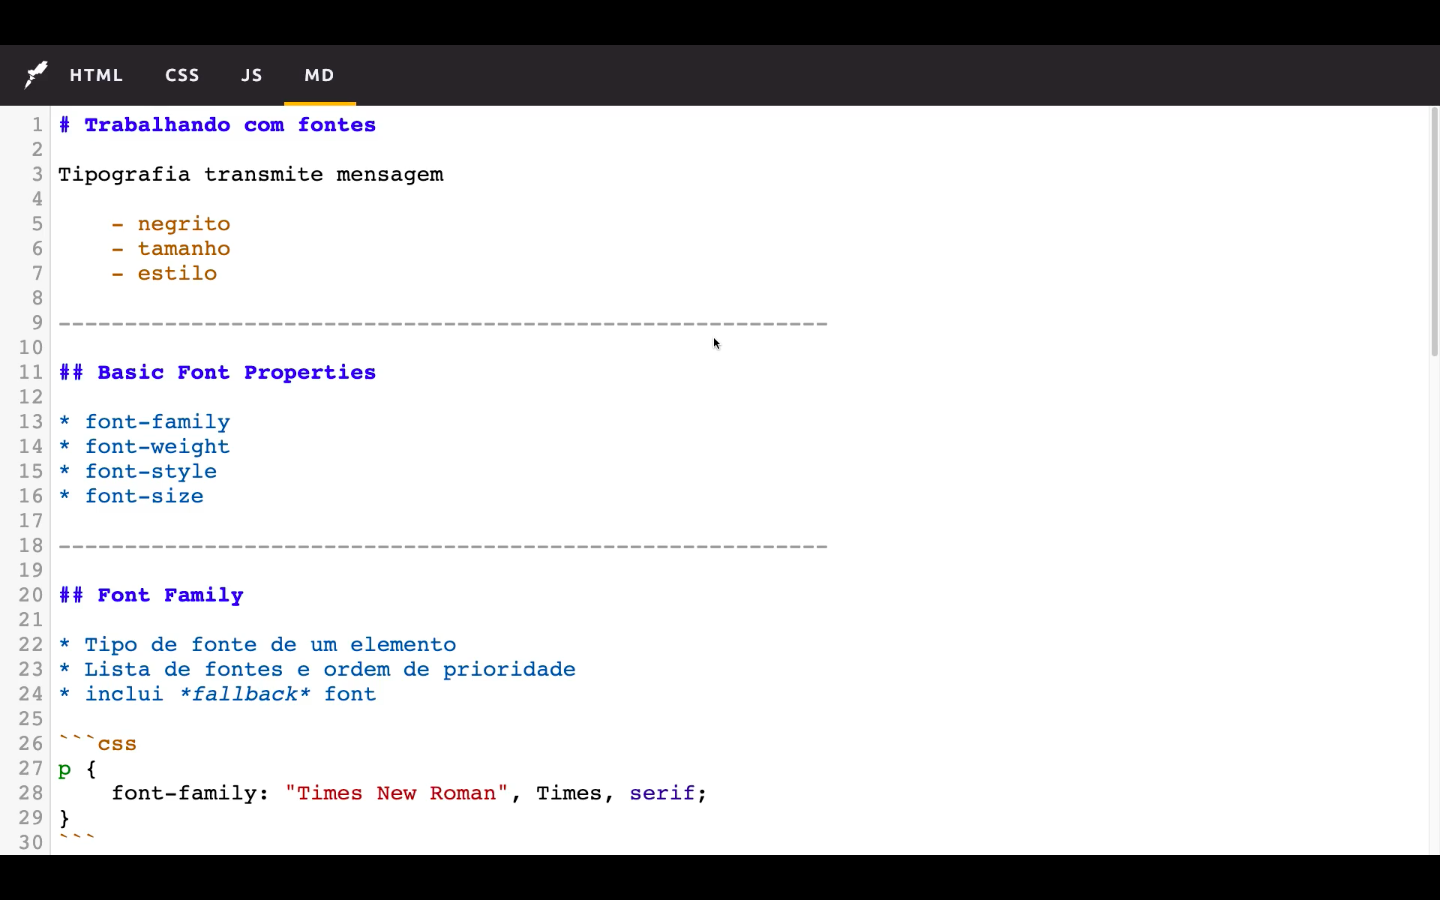 HTML CSS JS MD
1 # Trabalhando com fontes
2
3 Tipografia transmite mensagem
4
5     - negrito
6     - tamanho
7     - estilo
8
9 ----------------------------------------------------------
10
11 ## Basic Font Properties
12
13 * font-family
14 * font-weight
15 * font-style
16 * font-size
17
18 ----------------------------------------------------------
19
20 ## Font Family
21
22 * Tipo de fonte de um elemento
23 * Lista de fontes e ordem de prioridade
24 * inclui *fallback* font
25
26 ```css
27 p {
28     font-family: "Times New Roman", Times, serif;
29 }
30 ```